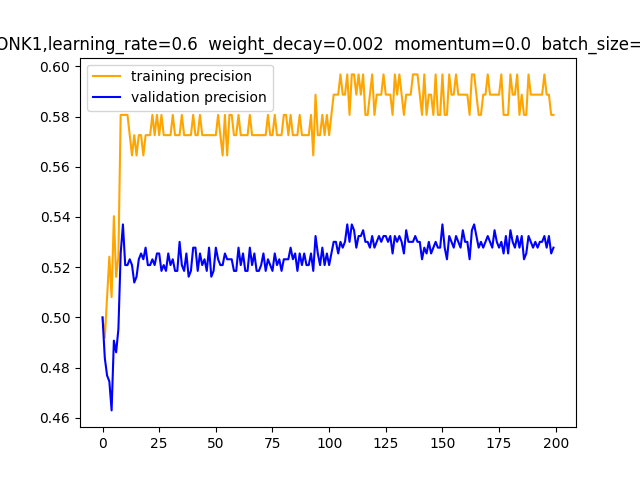 ONK1,learning_rate=0.6 weight_decay=0.002 momentum=0.0 batch_size=
training precision
validation precision
0.60
0.58
0.56
0.54
0.52
0.50
0.48
0.46
0 25 50 75 100 125 150 175 200